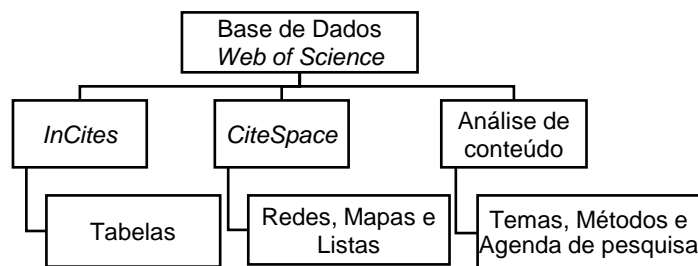 Base de Dados
Web of Science
InCites
CiteSpace
Análise de
conteúdo
Tabelas
Redes, Mapas e
Listas
Temas, Métodos e
Agenda de pesquisa